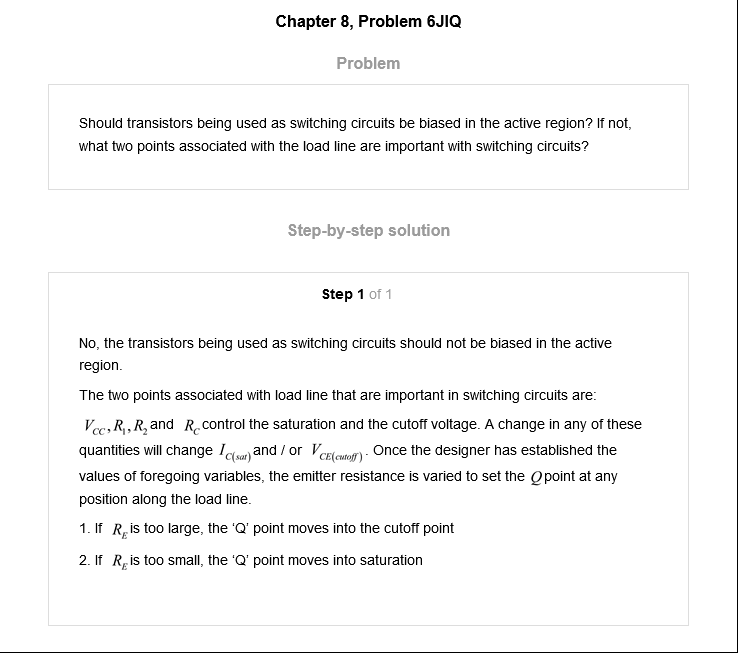 Chapter 8, Problem 6JIQ
Problem
Should transistors being used as switching circuits be biased in the active region? If not,
what two points associated with the load line are important with switching circuits?
Step-by-step solution
Step 1 of 1
No, the transistors being used as switching circuits should not be biased in the active
region.
The two points associated with load line that are important in switching circuits are:
V_CC, R_1, R_2 and R_C control the saturation and the cutoff voltage. A change in any of these
quantities will change I_C(sat) and / or V_CE(cutoff). Once the designer has established the
values of foregoing variables, the emitter resistance is varied to set the Q point at any
position along the load line.
1. If R_E is too large, the ‘Q’ point moves into the cutoff point
2. If R_E is too small, the ‘Q’ point moves into saturation